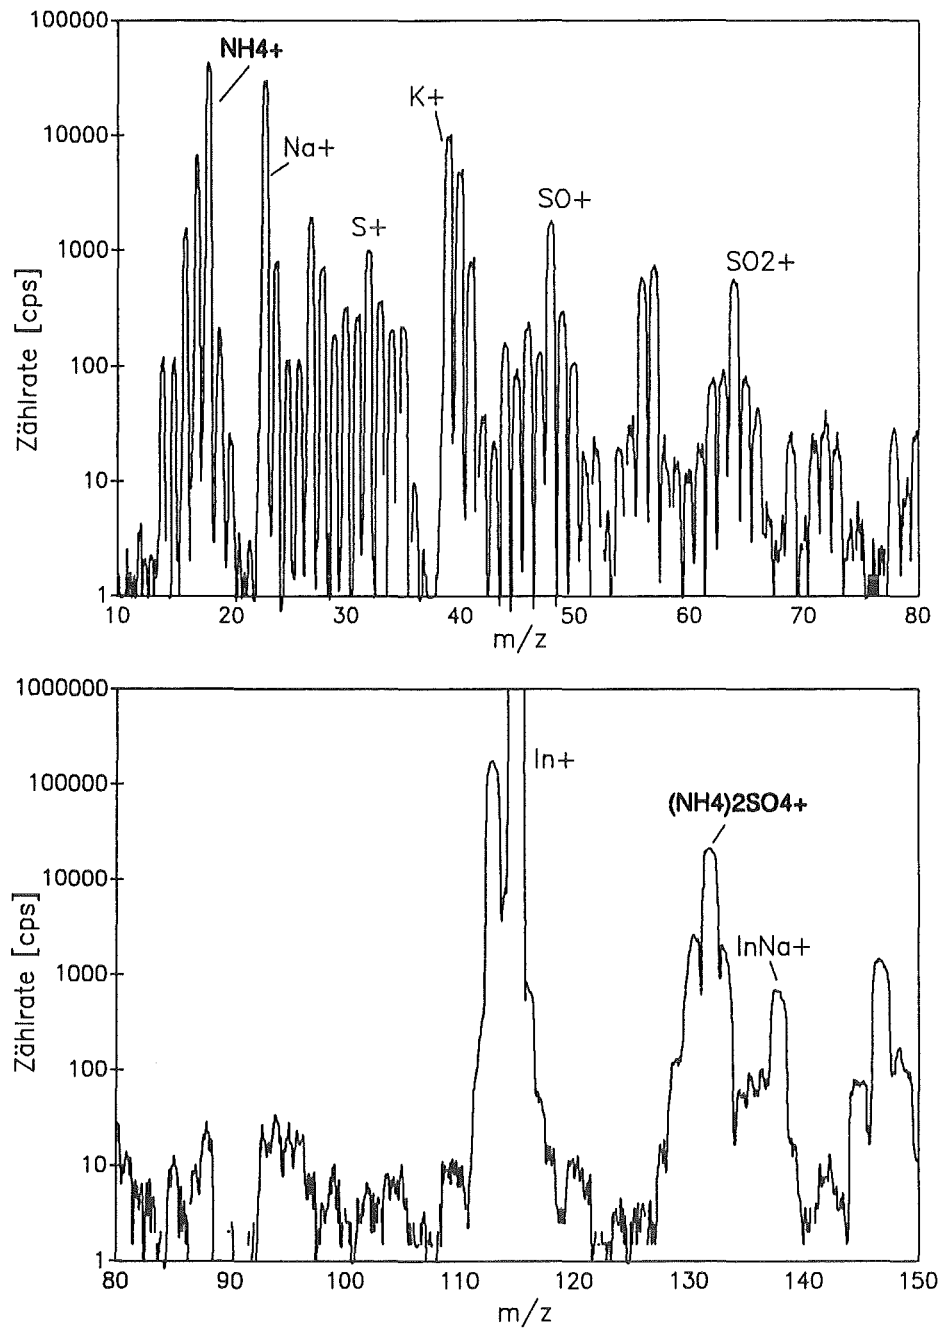 100000
NH4+
K+
10000
Na+
SO+
S+
1000
SO2+
Zählrate [cps]
100
10
1
10 20 30 40 50 60 70 80
m/z
1000000
In+
100000
(NH4)2SO4+
10000
InNa+
1000
Zählrate [cps]
100
10
1
80 90 100 110 120 130 140 150
m/z